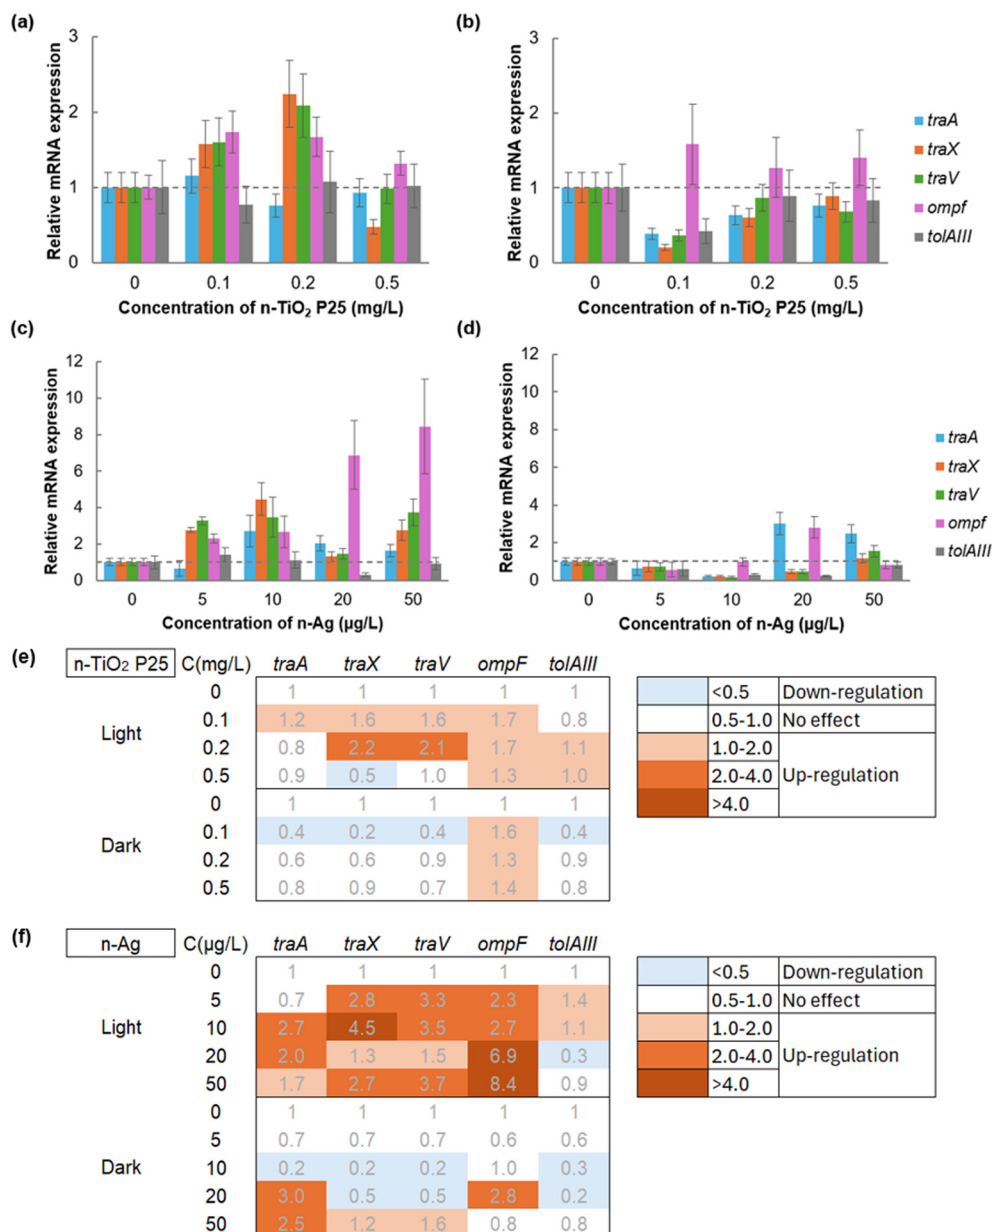 (a)
3
2
1
0
Relative mRNA expression
0 0.1 0.2 0.5
Concentration of n-TiO₂ P25 (mg/L)
(b)
3
2
1
0
Relative mRNA expression
0 0.1 0.2 0.5
Concentration of n-TiO₂ P25 (mg/L)
traA
traX
traV
ompf
tolAIII
(c)
12
10
8
6
4
2
0
Relative mRNA expression
0 5 10 20 50
Concentration of n-Ag (µg/L)
(d)
12
10
8
6
4
2
0
Relative mRNA expression
0 5 10 20 50
Concentration of n-Ag (µg/L)
traA
traX
traV
ompf
tolAIII
(e)
n-TiO₂ P25 C(mg/L) traA traX traV ompF tolAIII
Light
0 1 1 1 1 1
0.1 1.2 1.6 1.6 1.7 0.8
0.2 0.8 2.2 2.1 1.7 1.1
0.5 0.9 0.5 1.0 1.3 1.0
Dark
0 1 1 1 1 1
0.1 0.4 0.2 0.4 1.6 0.4
0.2 0.6 0.6 0.9 1.3 0.9
0.5 0.8 0.9 0.7 1.4 0.8
<0.5 Down-regulation
0.5-1.0 No effect
1.0-2.0
2.0-4.0 Up-regulation
>4.0
(f)
n-Ag C(µg/L) traA traX traV ompF tolAIII
Light
0 1 1 1 1 1
5 0.7 2.8 3.3 2.3 1.4
10 2.7 4.5 3.5 2.7 1.1
20 2.0 1.3 1.5 6.9 0.3
50 1.7 2.7 3.7 8.4 0.9
Dark
0 1 1 1 1 1
5 0.7 0.7 0.7 0.6 0.6
10 0.2 0.2 0.2 1.0 0.3
20 3.0 0.5 0.5 2.8 0.2
50 2.5 1.2 1.6 0.8 0.8
<0.5 Down-regulation
0.5-1.0 No effect
1.0-2.0
2.0-4.0 Up-regulation
>4.0